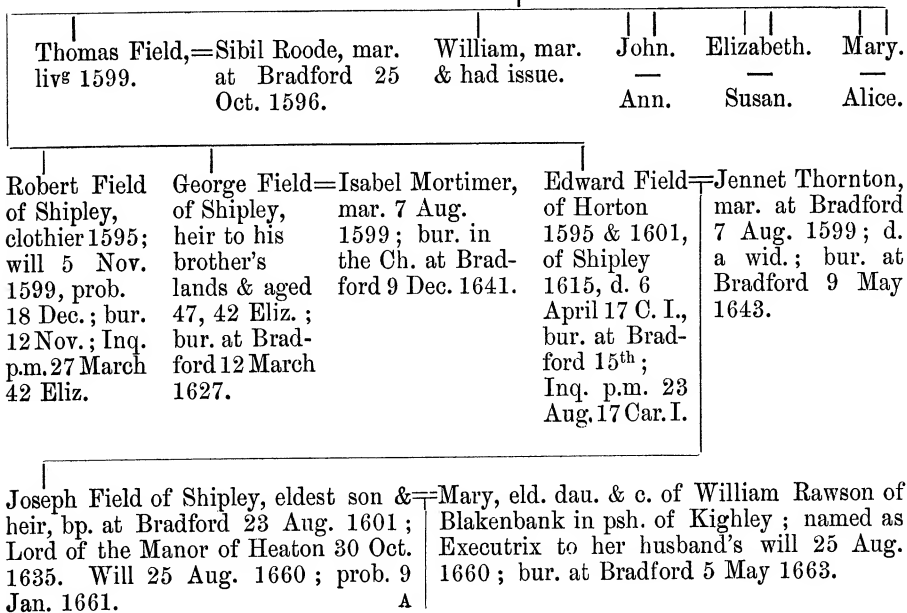 Thomas Field,=Sibil Roode, mar.
livᵍ 1599. at Bradford 25
Oct. 1596.
William, mar.
& had issue.
John.
—
Ann.
Elizabeth.
—
Susan.
Mary.
—
Alice.
Robert Field
of Shipley,
clothier 1595;
will 5 Nov.
1599, prob.
18 Dec.; bur.
12 Nov.; Inq.
p.m. 27 March
42 Eliz.
George Field=
of Shipley,
heir to his
brother's
lands & aged
47, 42 Eliz.;
bur. at Brad-
ford 12 March
1627.
Isabel Mortimer,
mar. 7 Aug.
1599; bur. in
the Ch. at Brad-
ford 9 Dec. 1641.
Edward Field=
of Horton
1595 & 1601,
of Shipley
1615, d. 6
April 17 C. I.,
bur. at Brad-
ford 15ᵗʰ;
Inq. p.m. 23
Aug. 17 Car. I.
Jennet Thornton,
mar. at Bradford
7 Aug. 1599; d.
a wid.; bur. at
Bradford 9 May
1643.
Joseph Field of Shipley, eldest son &=
heir, bp. at Bradford 23 Aug. 1601;
Lord of the Manor of Heaton 30 Oct.
1635. Will 25 Aug. 1660; prob. 9
Jan. 1661. A
Mary, eld. dau. & c. of William Rawson of
Blakenbank in psh. of Kighley; named as
Executrix to her husband's will 25 Aug.
1660; bur. at Bradford 5 May 1663.